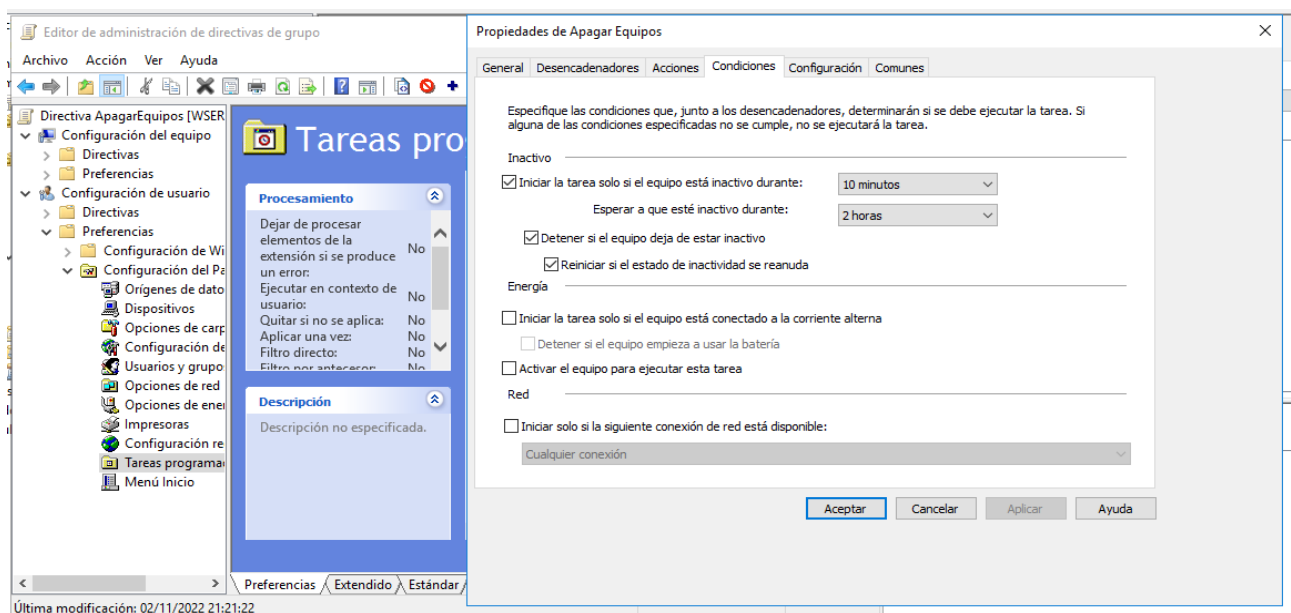 Editor de administración de directivas de grupo
Archivo Acción Ver Ayuda
Directiva ApagarEquipos [WSER
Configuración del equipo
Directivas
Preferencias
Configuración de usuario
Directivas
Preferencias
Configuración de Wi
Configuración del Pa
Orígenes de dato
Dispositivos
Opciones de carp
Configuración de
Usuarios y grupo
Opciones de red
Opciones de ener
Impresoras
Configuración re
Tareas programa
Menú Inicio
Tareas pro
Procesamiento
Dejar de procesar
elementos de la
extensión si se produce No
un error:
Ejecutar en contexto de No
usuario:
Quitar si no se aplica: No
Aplicar una vez: No
Filtro directo: No
Filtro por antecesor: No
Descripción
Descripción no especificada.
Preferencias Extendido Estándar
Última modificación: 02/11/2022 21:21:22
Propiedades de Apagar Equipos
General Desencadenadores Acciones Condiciones Configuración Comunes
Especifique las condiciones que, junto a los desencadenadores, determinarán si se debe ejecutar la tarea. Si
alguna de las condiciones especificadas no se cumple, no se ejecutará la tarea.
Inactivo
Iniciar la tarea solo si el equipo está inactivo durante: 10 minutos
Esperar a que esté inactivo durante: 2 horas
Detener si el equipo deja de estar inactivo
Reiniciar si el estado de inactividad se reanuda
Energía
Iniciar la tarea solo si el equipo está conectado a la corriente alterna
Detener si el equipo empieza a usar la batería
Activar el equipo para ejecutar esta tarea
Red
Iniciar solo si la siguiente conexión de red está disponible:
Cualquier conexión
Aceptar Cancelar Aplicar Ayuda